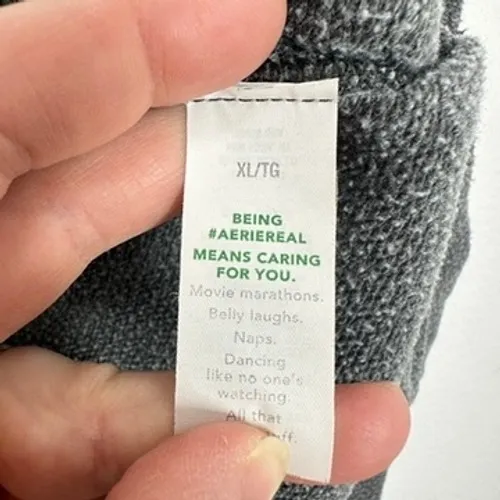 XL/TG
BEING
#AERIEREAL
MEANS CARING
FOR YOU.
Movie marathons.
Belly laughs.
Naps.
Dancing
like no one's
watching.
All that